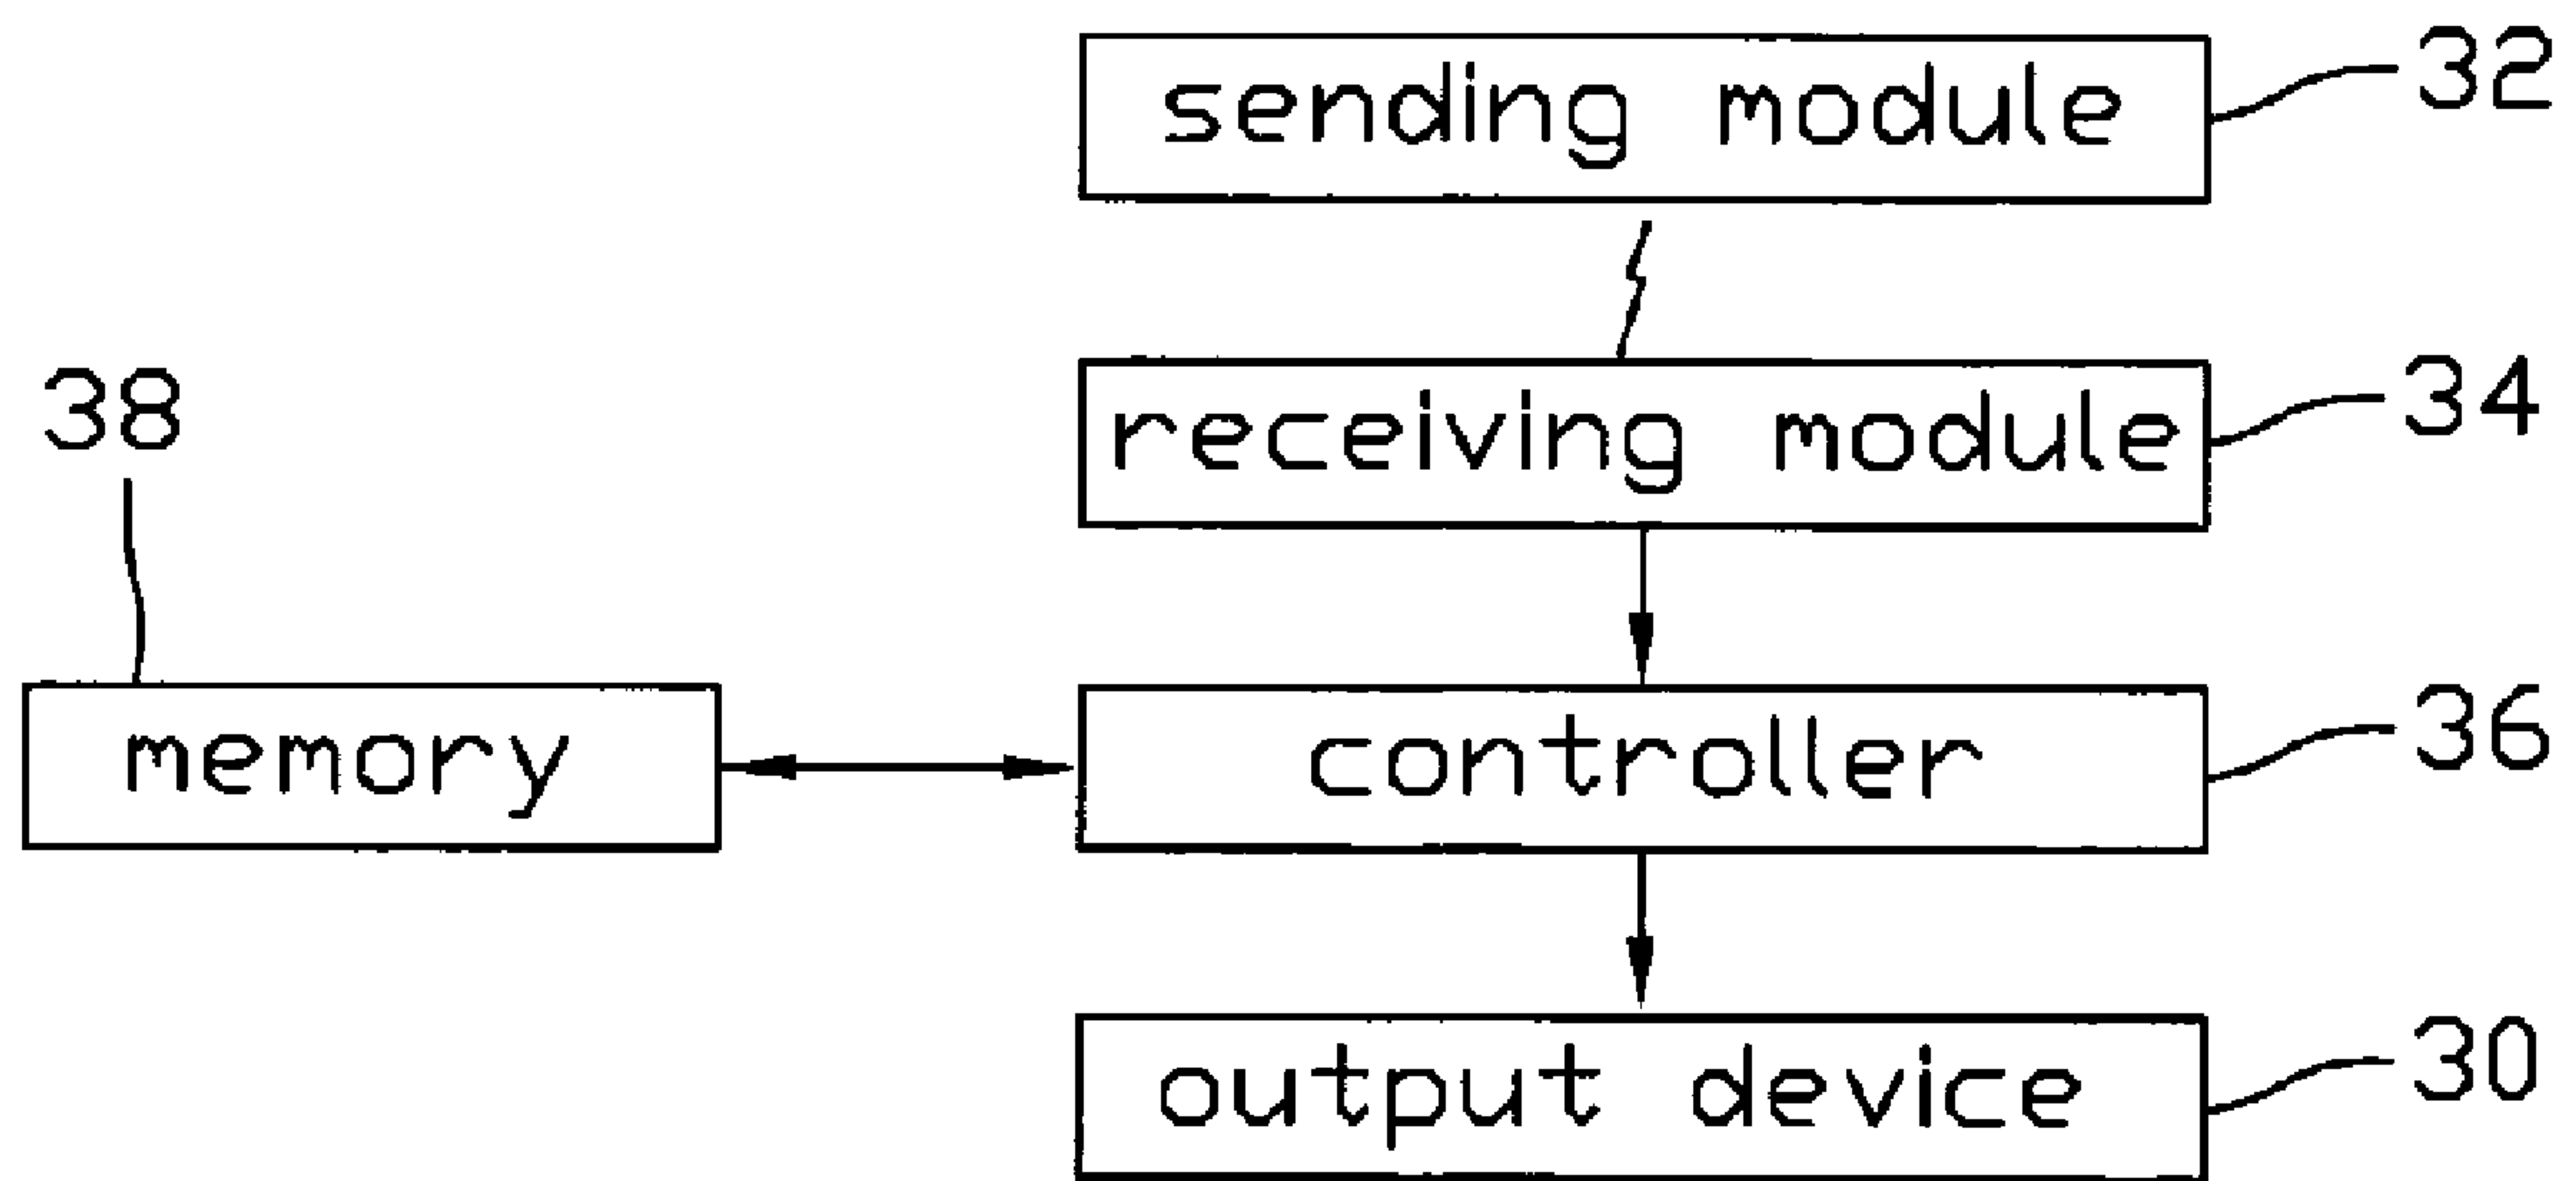 sending module 32
receiving module 34
38
memory
controller 36
output device 30